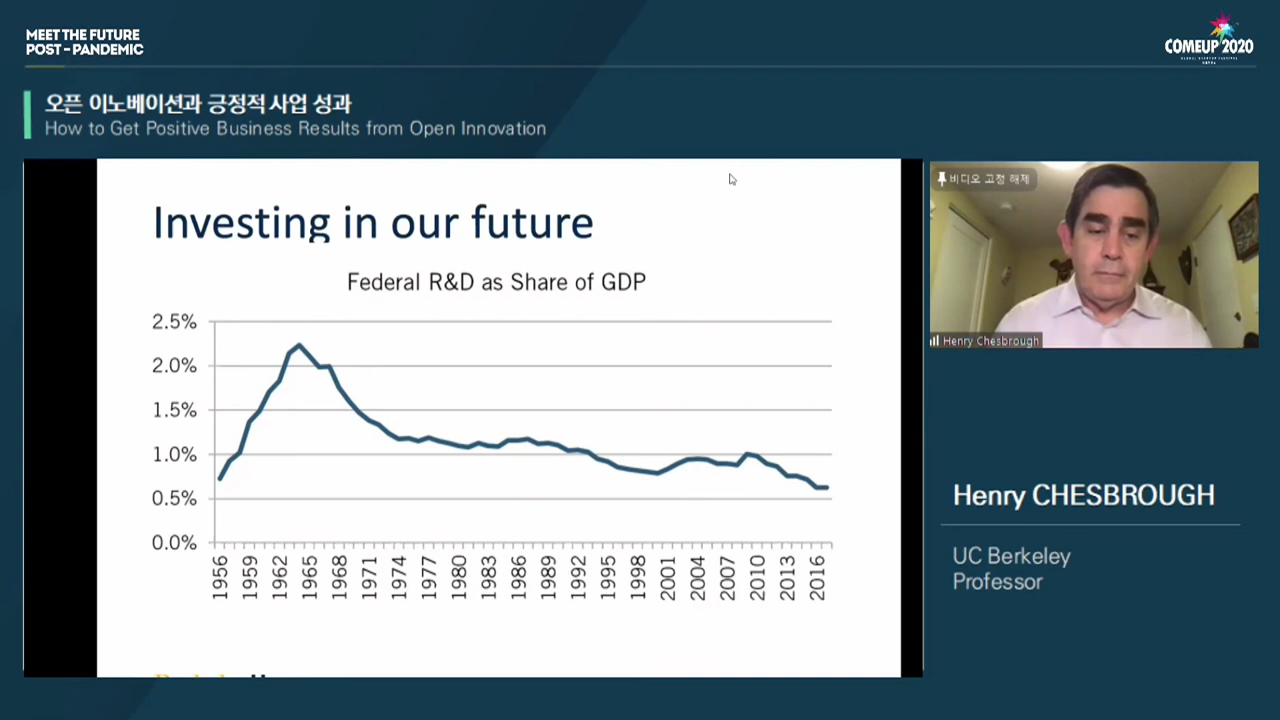 MEET THE FUTURE
POST-PANDEMIC
COMEUP 2020
오픈 이노베이션과 긍정적 사업 성과
How to Get Positive Business Results from Open Innovation
Investing in our future
Federal R&D as Share of GDP
2.5%
2.0%
1.5%
1.0%
0.5%
0.0%
1956
1959
1962
1965
1968
1971
1974
1977
1980
1983
1986
1989
1992
1995
1998
2001
2004
2007
2010
2013
2016
비디오 고정 해제
Henry Chesbrough
Henry CHESBROUGH
UC Berkeley
Professor